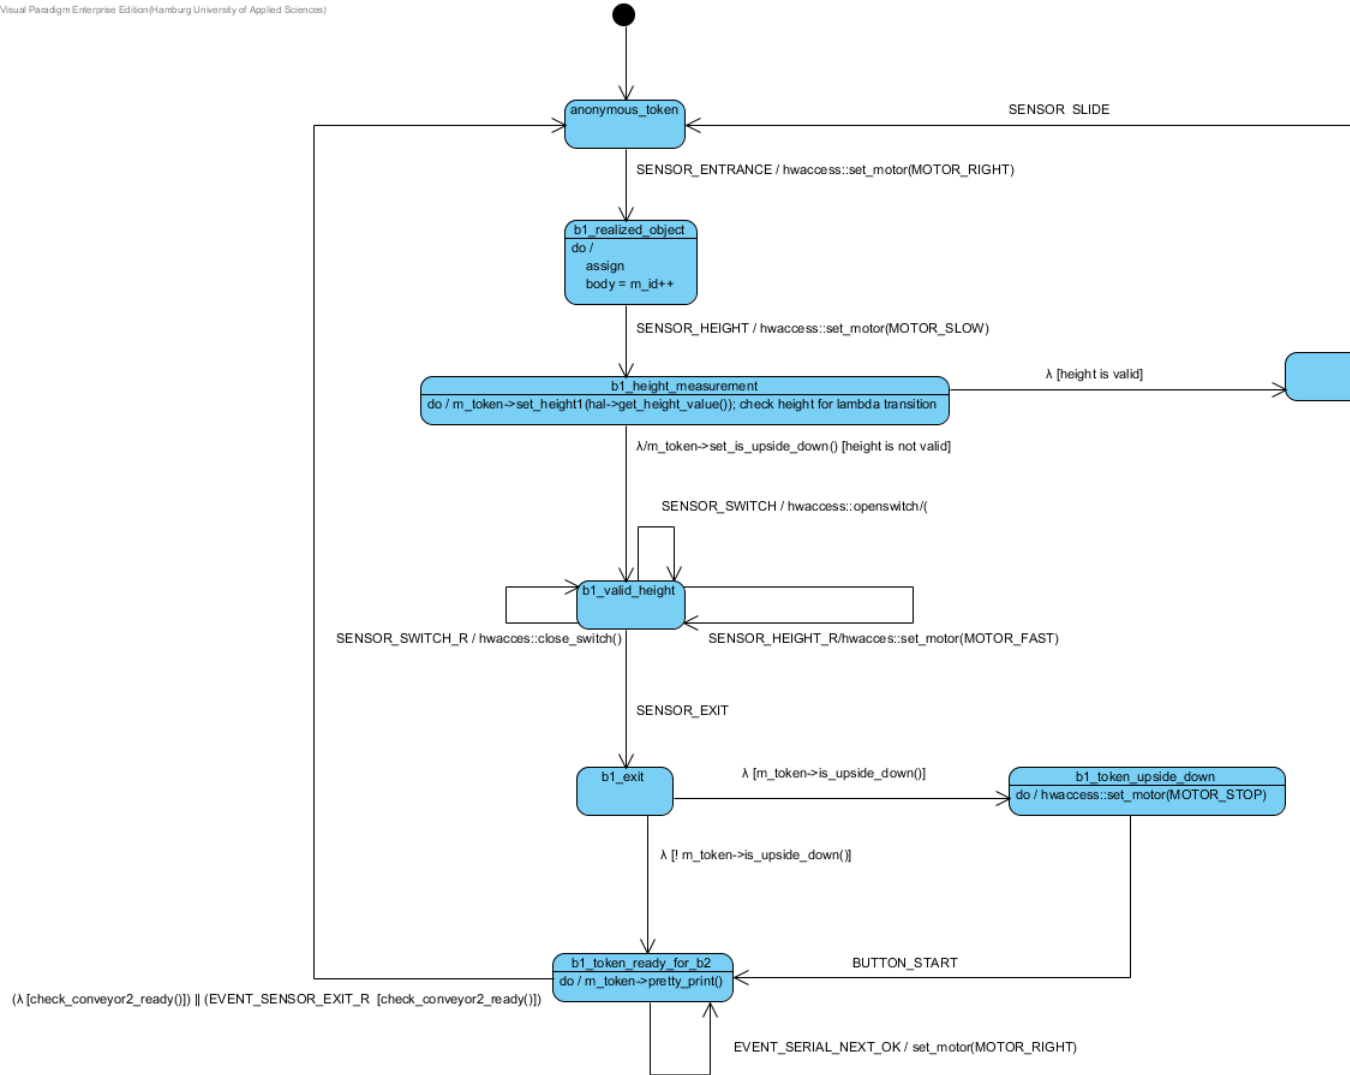 Visual Paradigm Enterprise Edition(Hamburg University of Applied Sciences)
anonymous_token
SENSOR SLIDE
SENSOR_ENTRANCE / hwaccess::set_motor(MOTOR_RIGHT)
b1_realized_object
do /
assign
body = m_id++
SENSOR_HEIGHT / hwaccess::set_motor(MOTOR_SLOW)
λ [height is valid]
b1_height_measurement
do / m_token->set_height1(hal->get_height_value()); check height for lambda transition
λ/m_token->set_is_upside_down() [height is not valid]
SENSOR_SWITCH / hwaccess::openswitch/(
b1_valid_height
SENSOR_SWITCH_R / hwacces::close_switch()
SENSOR_HEIGHT_R/hwacces::set_motor(MOTOR_FAST)
SENSOR_EXIT
b1_exit
λ [m_token->is_upside_down()]
b1_token_upside_down
do / hwaccess::set_motor(MOTOR_STOP)
λ [! m_token->is_upside_down()]
b1_token_ready_for_b2
do / m_token->pretty_print()
BUTTON_START
(λ [check_conveyor2_ready()]) || (EVENT_SENSOR_EXIT_R [check_conveyor2_ready()])
EVENT_SERIAL_NEXT_OK / set_motor(MOTOR_RIGHT)